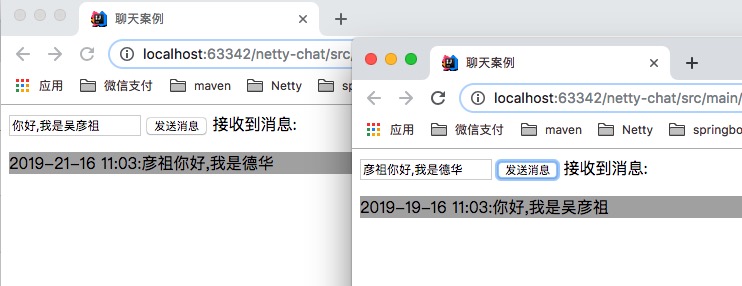 聊天案例
localhost:63342/netty-chat/src/
应用 微信支付 maven Netty sp
你好,我是吴彦祖 发送消息 接收到消息:
2019-21-16 11:03:彦祖你好,我是德华
聊天案例
localhost:63342/netty-chat/src/main/
应用 微信支付 maven Netty springbo
彦祖你好,我是德华 发送消息 接收到消息:
2019-19-16 11:03:你好,我是吴彦祖